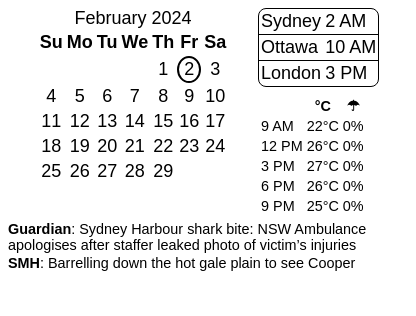 February 2024
Su Mo Tu We Th Fr Sa
1 2 3
4 5 6 7 8 9 10
11 12 13 14 15 16 17
18 19 20 21 22 23 24
25 26 27 28 29
Sydney 2 AM
Ottawa 10 AM
London 3 PM
°C ☂
9 AM 22°C 0%
12 PM 26°C 0%
3 PM 27°C 0%
6 PM 26°C 0%
9 PM 25°C 0%
Guardian: Sydney Harbour shark bite: NSW Ambulance
apologises after staffer leaked photo of victim’s injuries
SMH: Barrelling down the hot gale plain to see Cooper